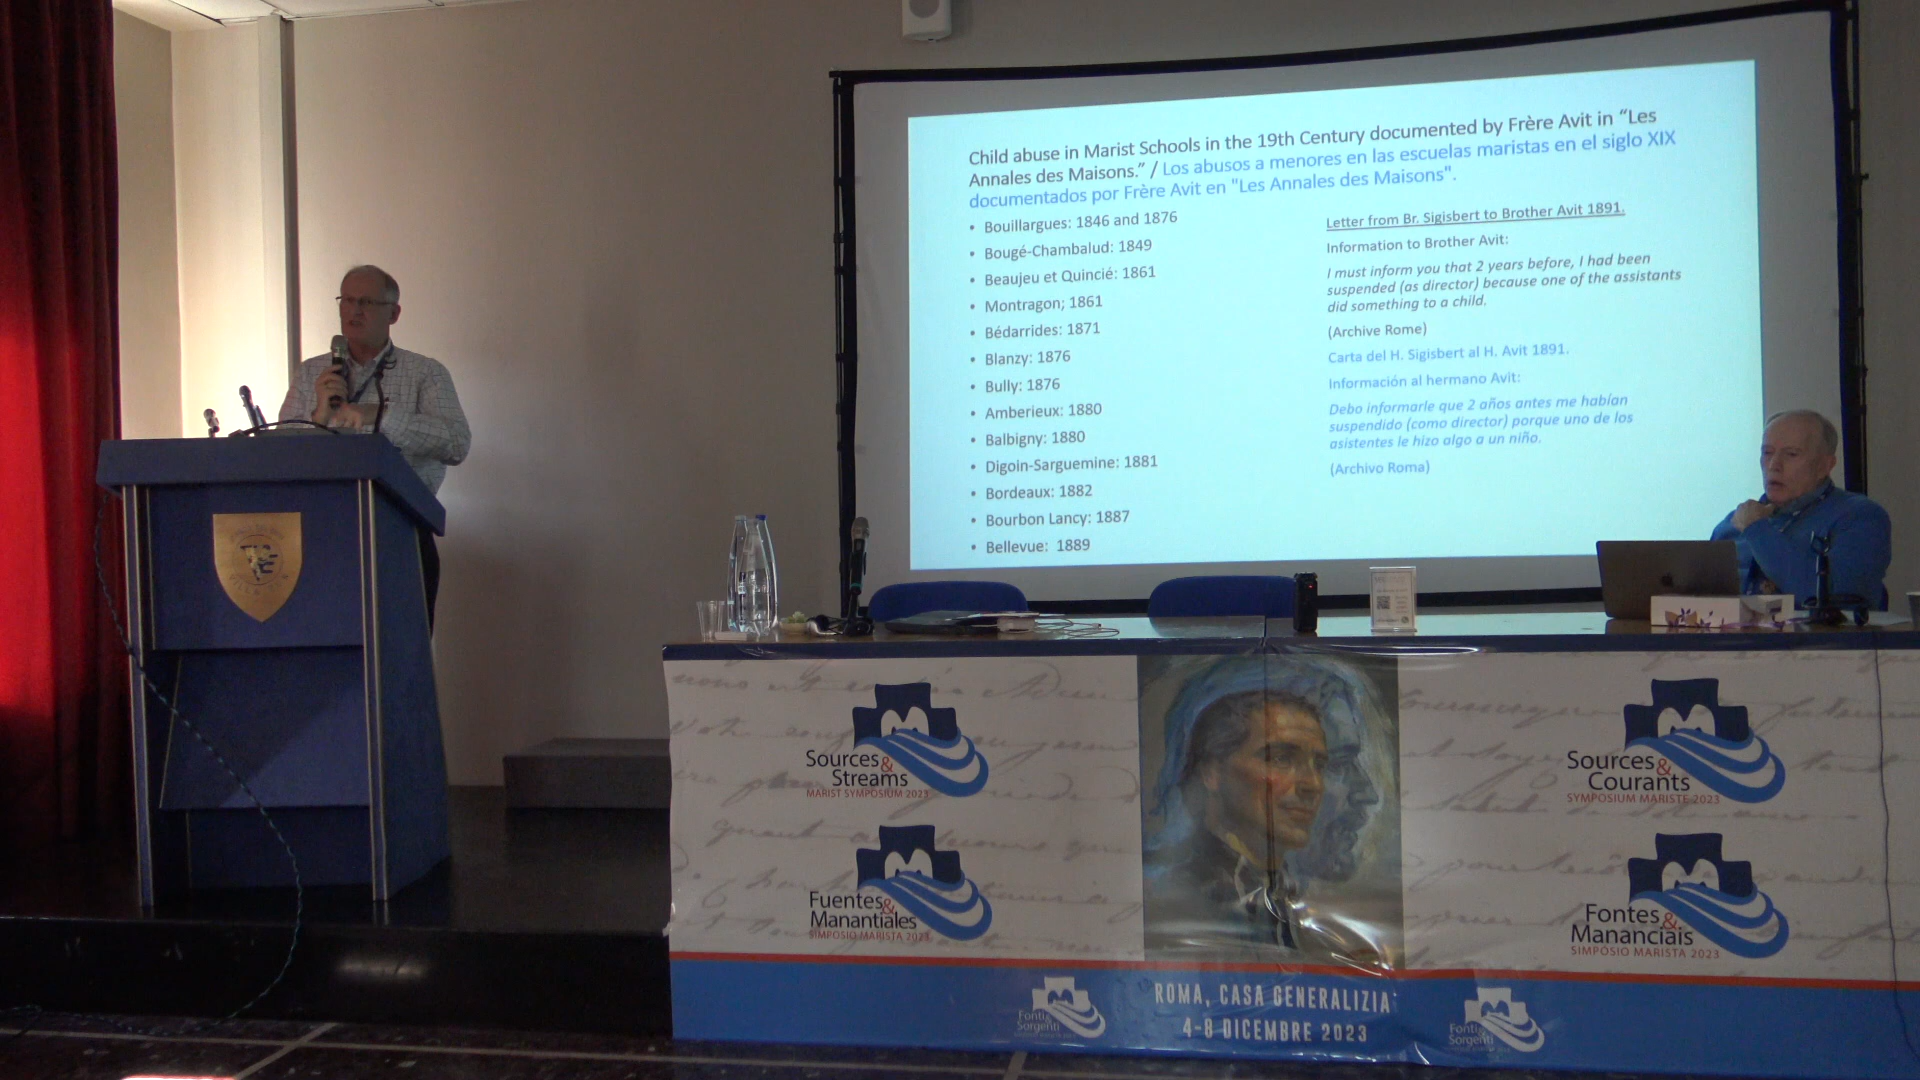 Child abuse in Marist Schools in the 19th Century documented by Frère Avit in “Les
Annales des Maisons.” / Los abusos a menores en las escuelas maristas en el siglo XIX
documentados por Frère Avit en "Les Annales des Maisons".
• Bouillargues: 1846 and 1876
• Bougé-Chambalud: 1849
• Beaujeu et Quincié: 1861
• Montragon; 1861
• Bédarrides: 1871
• Blanzy: 1876
• Bully: 1876
• Amberieux: 1880
• Balbigny: 1880
• Digoin-Sarguemine: 1881
• Bordeaux: 1882
• Bourbon Lancy: 1887
• Bellevue: 1889
Letter from Br. Sigisbert to Brother Avit 1891.
Information to Brother Avit:
I must inform you that 2 years before, I had been
suspended (as director) because one of the assistants
did something to a child.
(Archive Rome)
Carta del H. Sigisbert al H. Avit 1891.
Información al hermano Avit:
Debo informarle que 2 años antes me habían
suspendido (como director) porque uno de los
asistentes le hizo algo a un niño.
(Archivo Roma)
Sources &
Streams
MARIST SYMPOSIUM 2023
Fuentes &
Manantiales
SIMPOSIO MARISTA 2023
Sources &
Courants
SYMPOSIUM MARISTE 2023
Fontes &
Mananciais
SIMPÓSIO MARISTA 2023
Fonti &
Sorgenti
ROMA, CASA GENERALIZIA
4-8 DICEMBRE 2023
Fonti &
Sorgenti